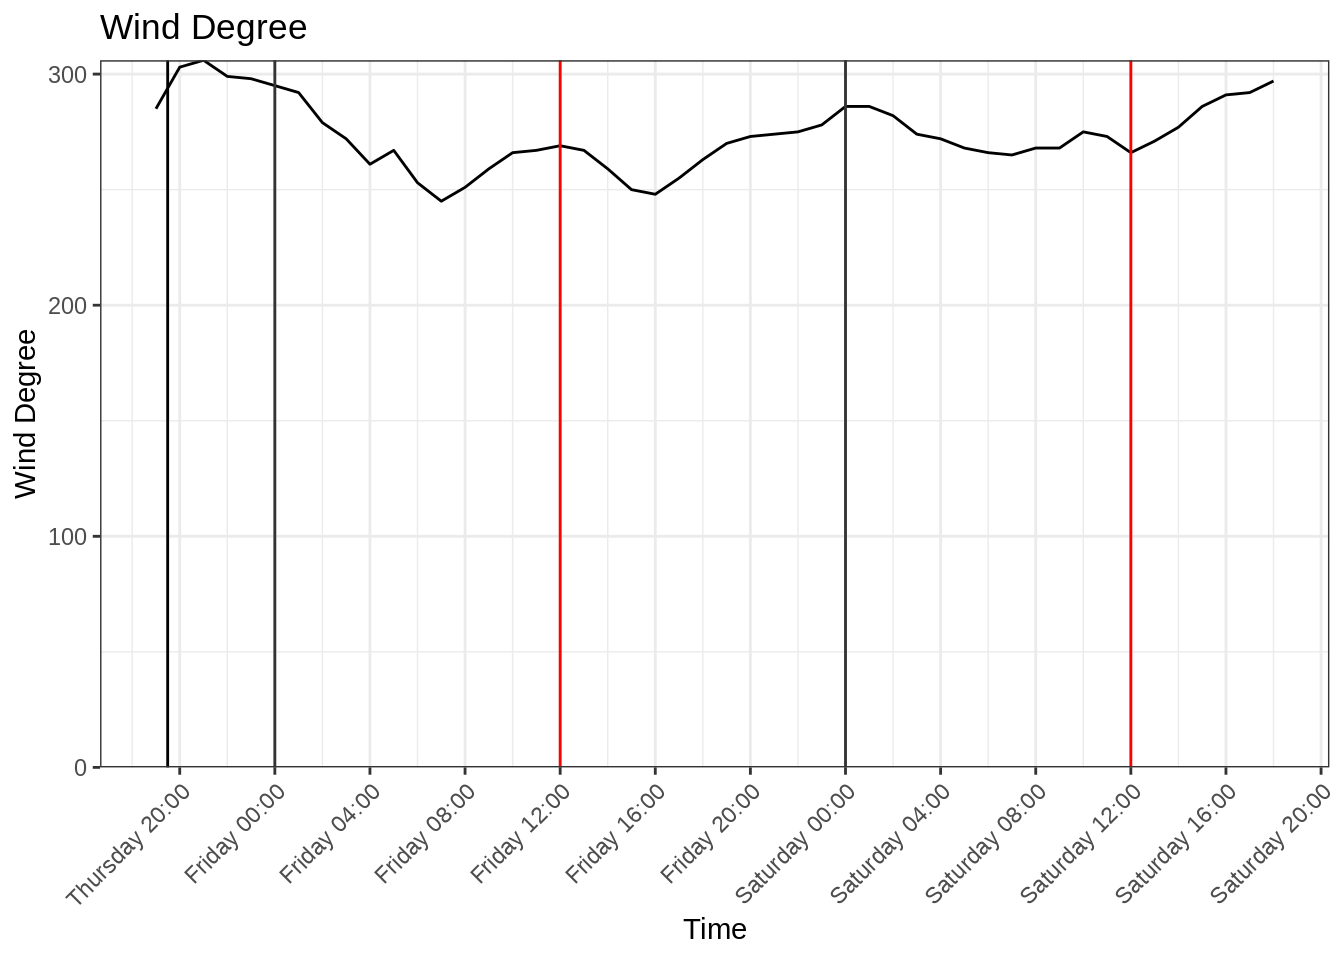 Wind Degree
Wind Degree
300
200
100
0
Thursday 20:00
Friday 00:00
Friday 04:00
Friday 08:00
Friday 12:00
Friday 16:00
Friday 20:00
Saturday 00:00
Saturday 04:00
Saturday 08:00
Saturday 12:00
Saturday 16:00
Saturday 20:00
Time